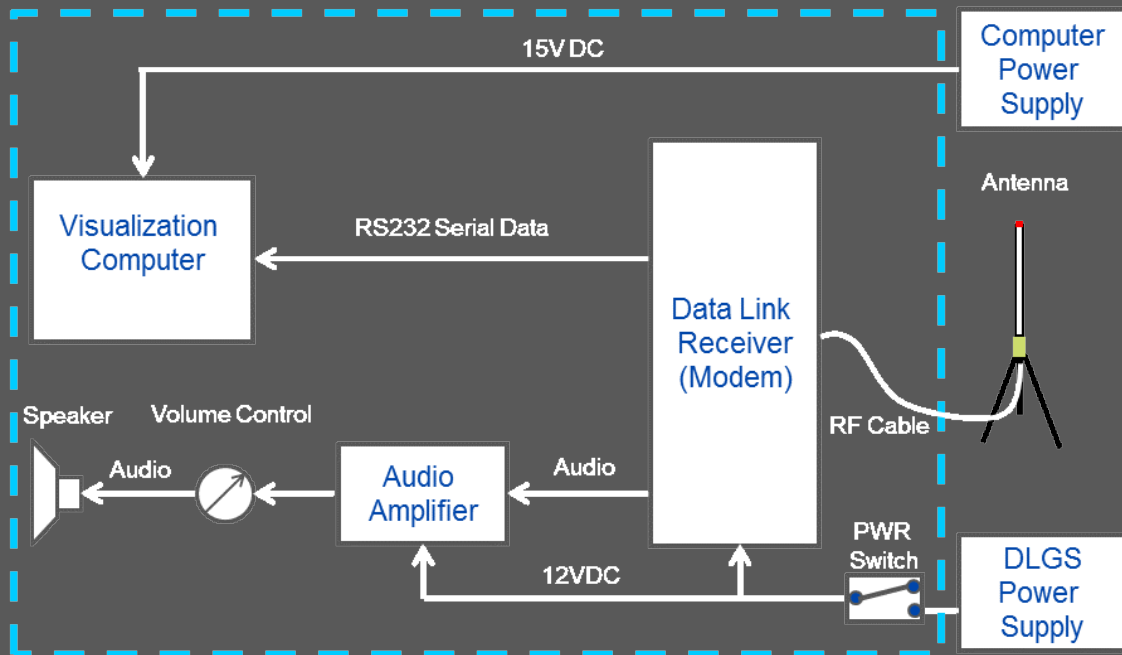 15V DC
Computer
Power
Supply
Antenna
Visualization
Computer
RS232 Serial Data
Data Link
Receiver
(Modem)
RF Cable
Speaker
Volume Control
Audio
Audio
Amplifier
Audio
PWR
Switch
12VDC
DLGS
Power
Supply